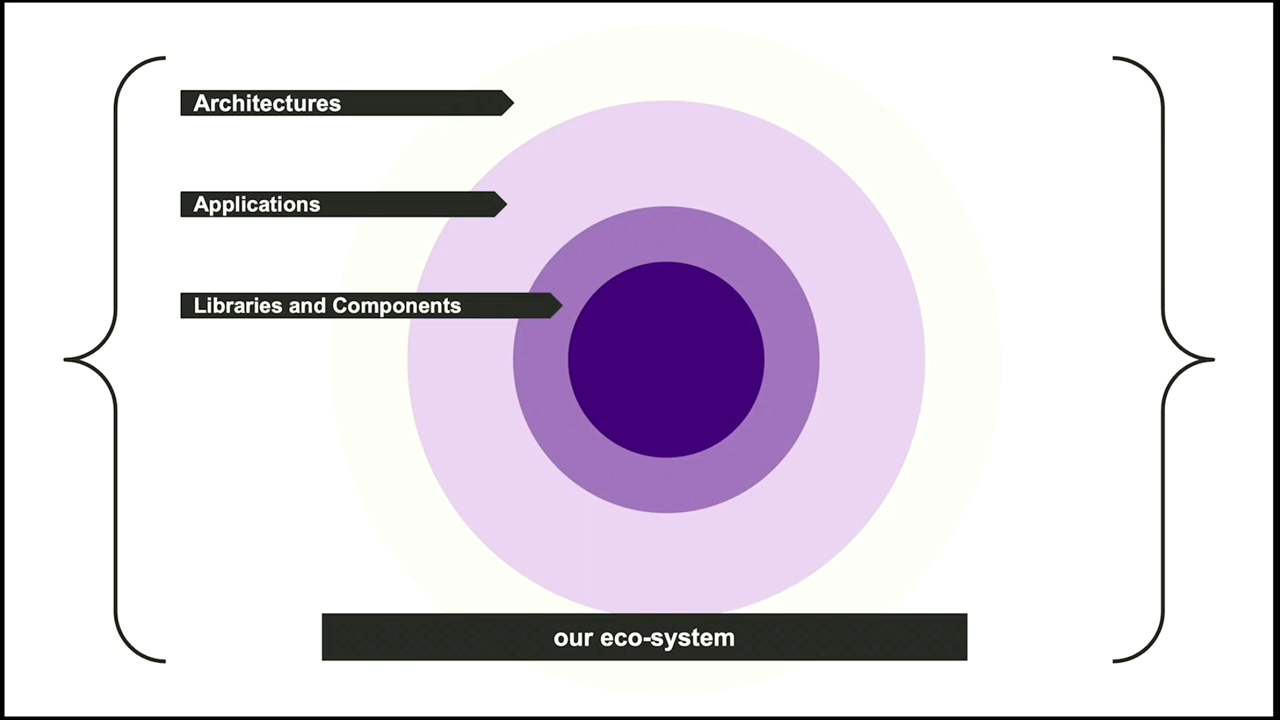 Architectures
Applications
Libraries and Components
our eco-system